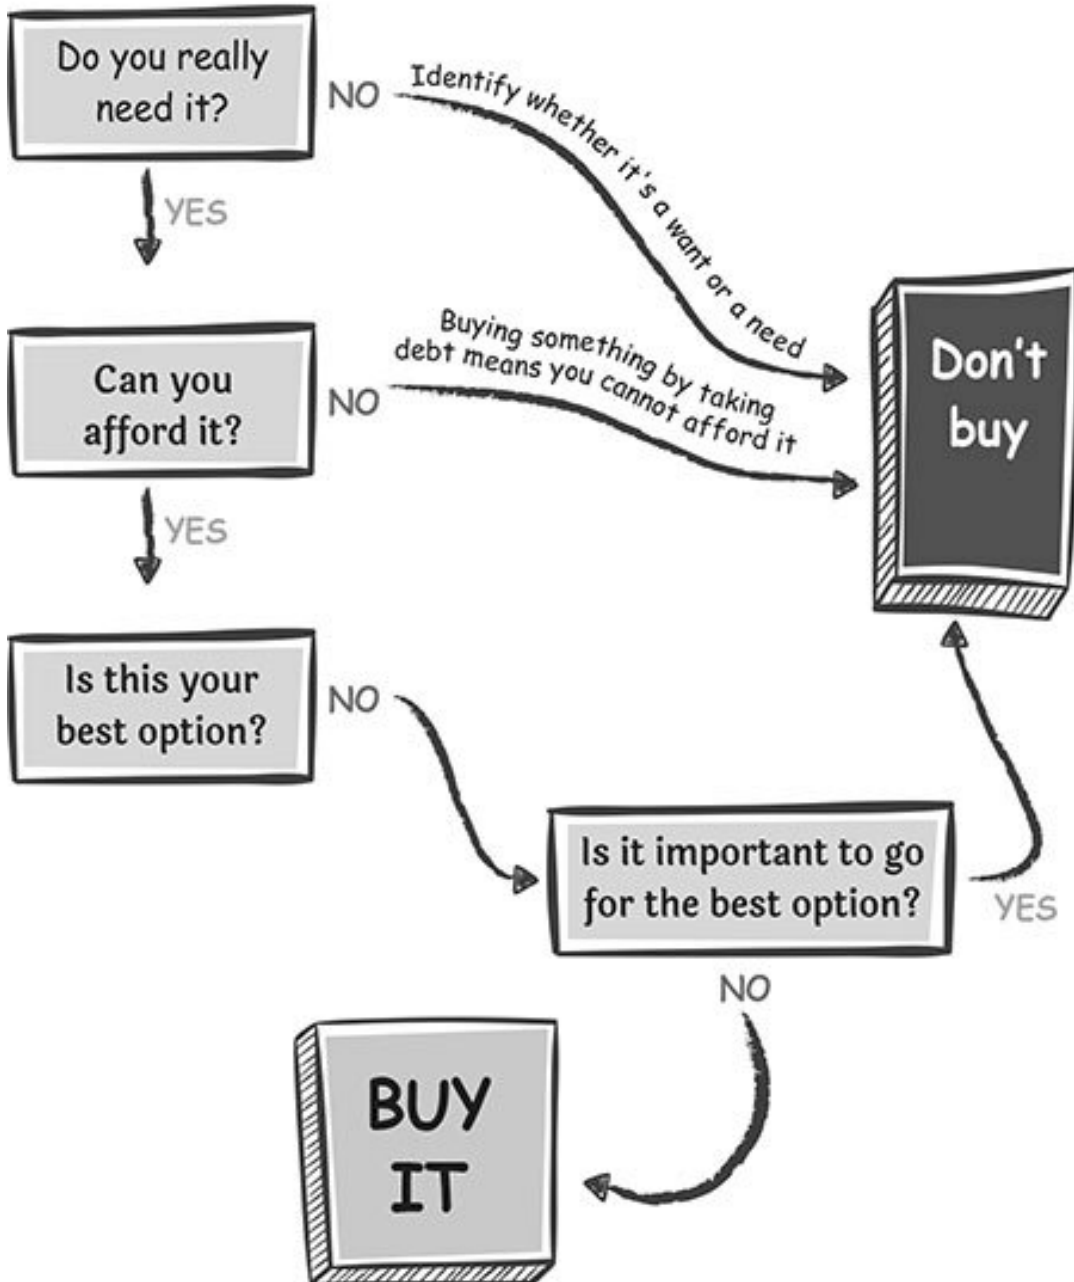 Do you really
need it?
NO
Identify whether it's a want or a need
YES
Can you
afford it?
NO
Buying something by taking
debt means you cannot afford it
Don't
buy
YES
Is this your
best option?
NO
Is it important to go
for the best option?
YES
NO
BUY
IT